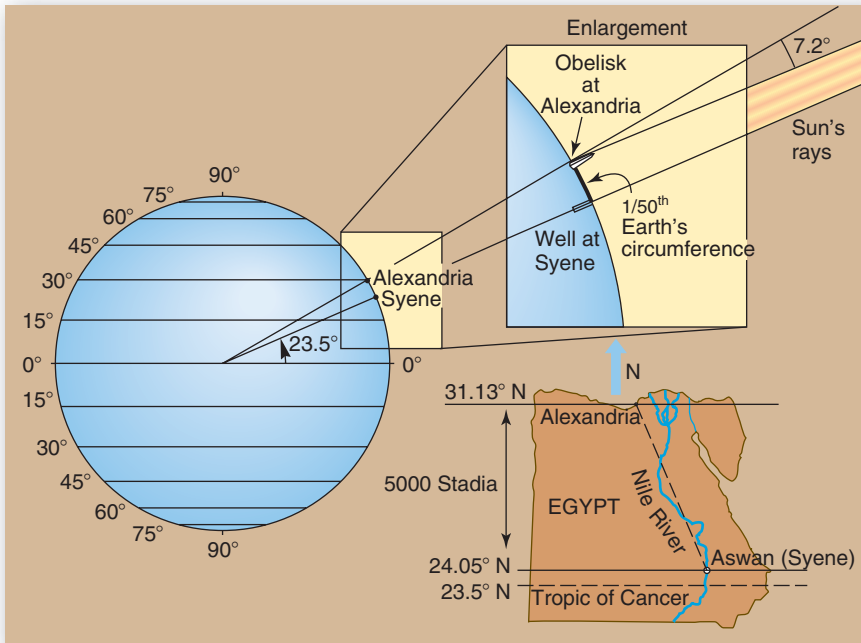 Enlargement
7.2°
Obelisk
at
Alexandria
Sun's
rays
1/50th
Earth's
circumference
Well at
Syene
90°
75°
60°
45°
30°
15°
0°
15°
30°
45°
60°
75°
90°
Alexandria
Syene
23.5°
0°
N
31.13° N
Alexandria
5000 Stadia
EGYPT
Nile River
Aswan (Syene)
24.05° N
23.5° N
Tropic of Cancer